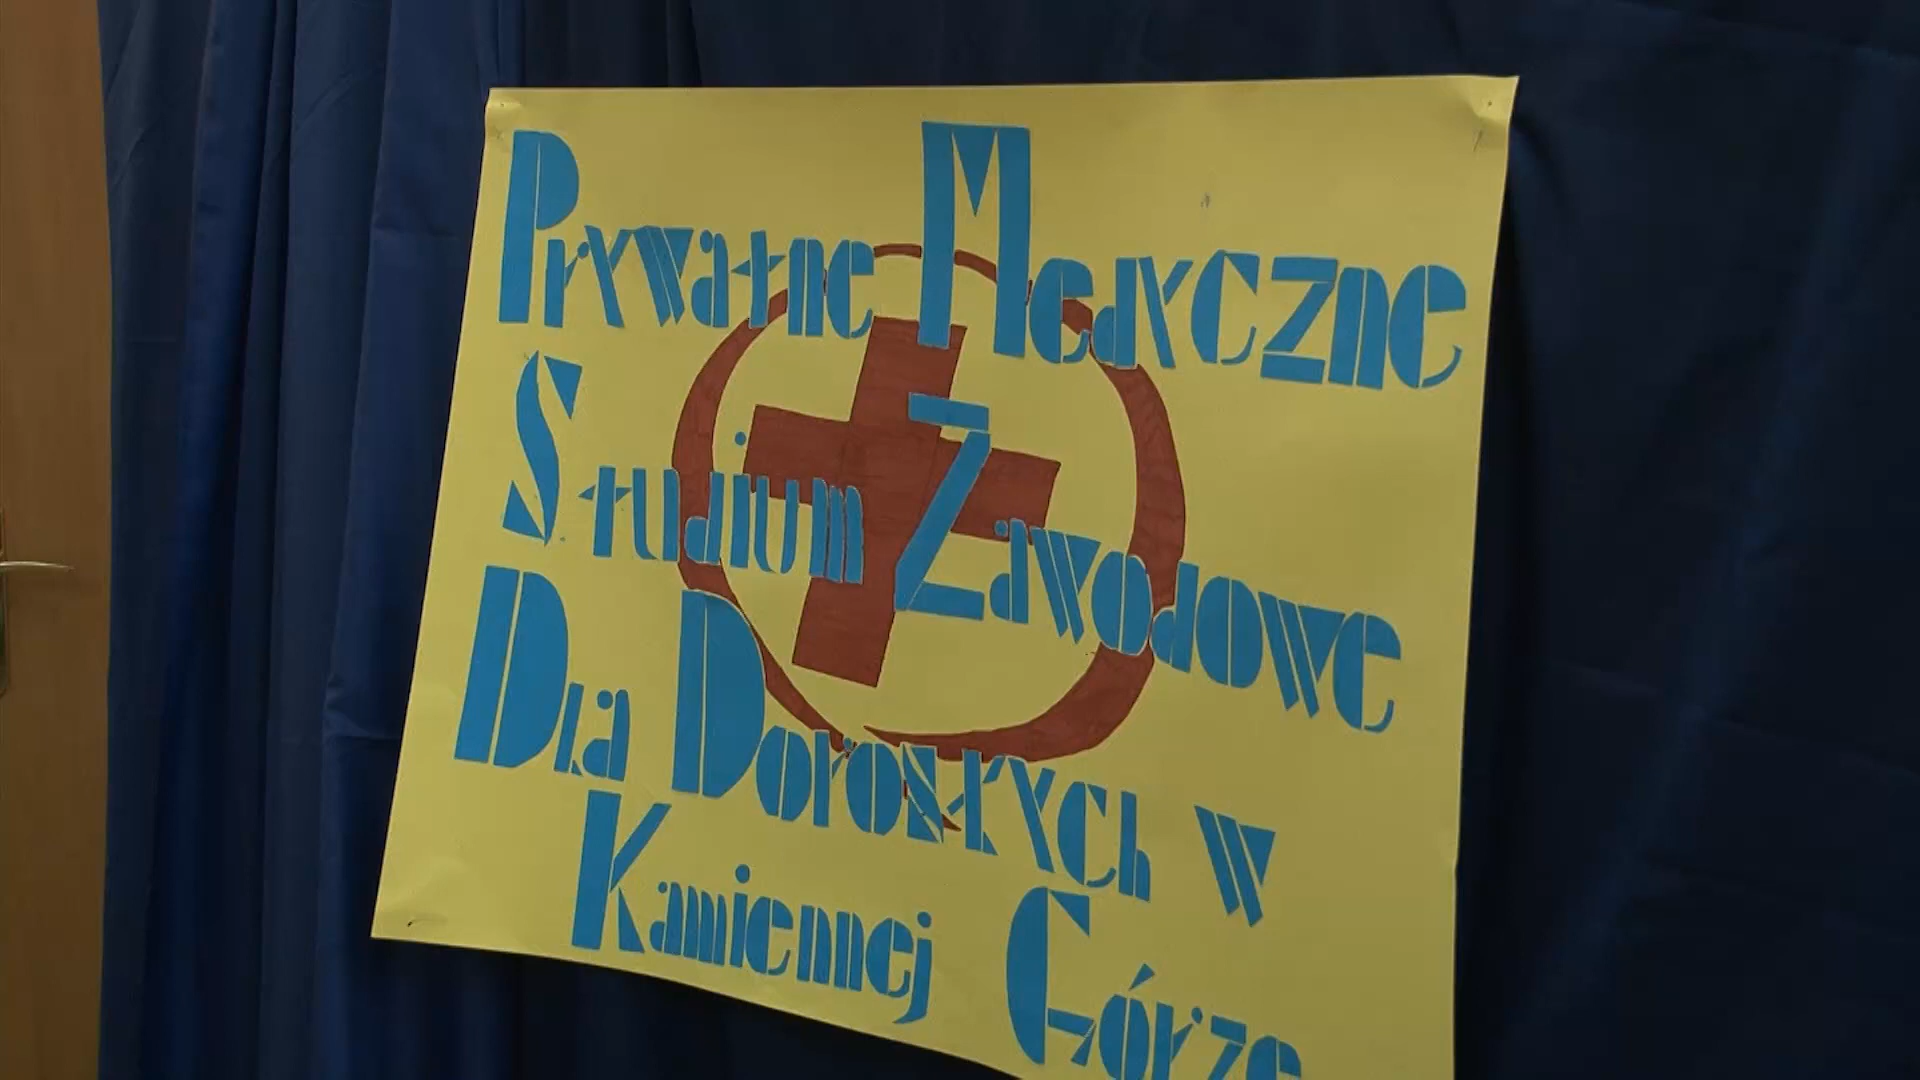 Prywatne Medyczne
Studium Zawodowe
Dla Dorosłych w
Kamiennej Górze